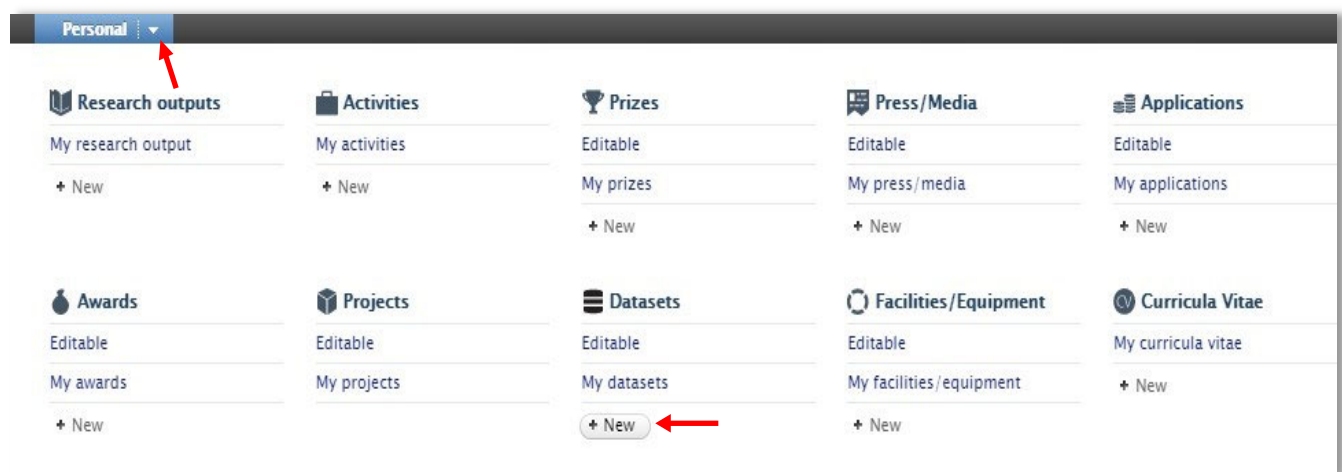 Personal
Research outputs
My research output
+ New
Activities
My activities
+ New
Prizes
Editable
My prizes
+ New
Press/Media
Editable
My press/media
+ New
Applications
Editable
My applications
+ New
Awards
Editable
My awards
+ New
Projects
Editable
My projects
Datasets
Editable
My datasets
+ New
Facilities/Equipment
Editable
My facilities/equipment
+ New
CV Curricula Vitae
My curricula vitae
+ New